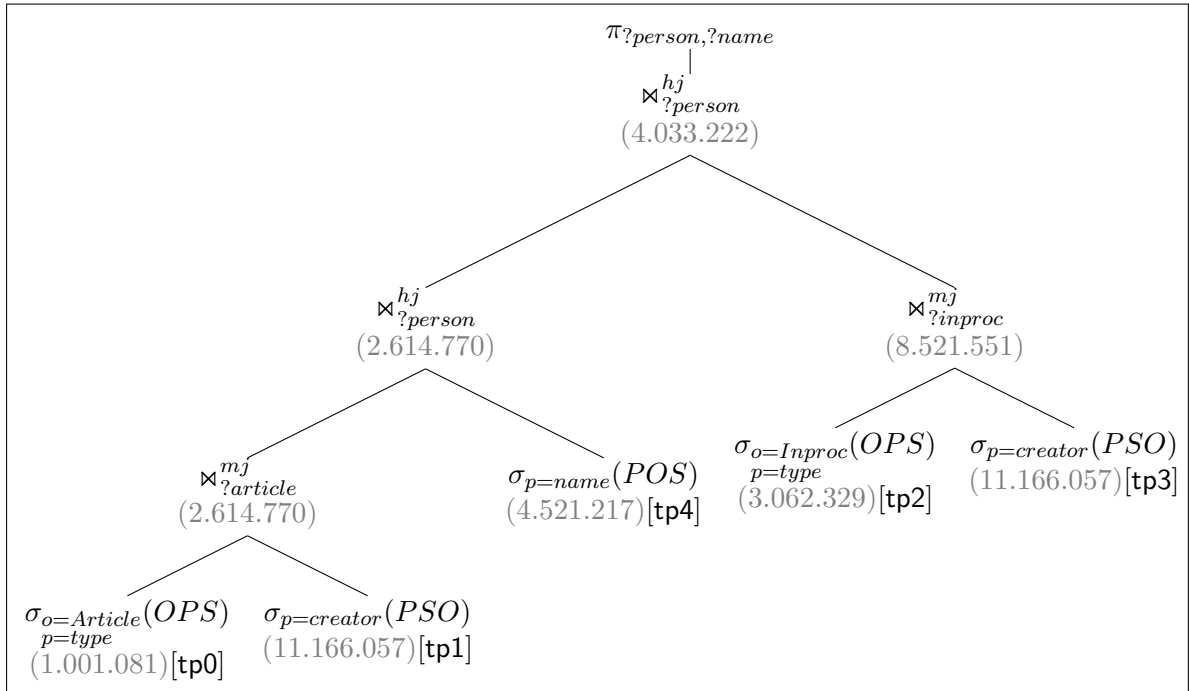 π?person,?name
⋈hj?person
(4.033.222)
⋈hj?person
(2.614.770)
⋈mj?inproc
(8.521.551)
⋈mj?article
(2.614.770)
σp=name(POS)
(4.521.217)[tp4]
σo=Inproc(OPS)
p=type
(3.062.329)[tp2]
σp=creator(PSO)
(11.166.057)[tp3]
σo=Article(OPS)
p=type
(1.001.081)[tp0]
σp=creator(PSO)
(11.166.057)[tp1]